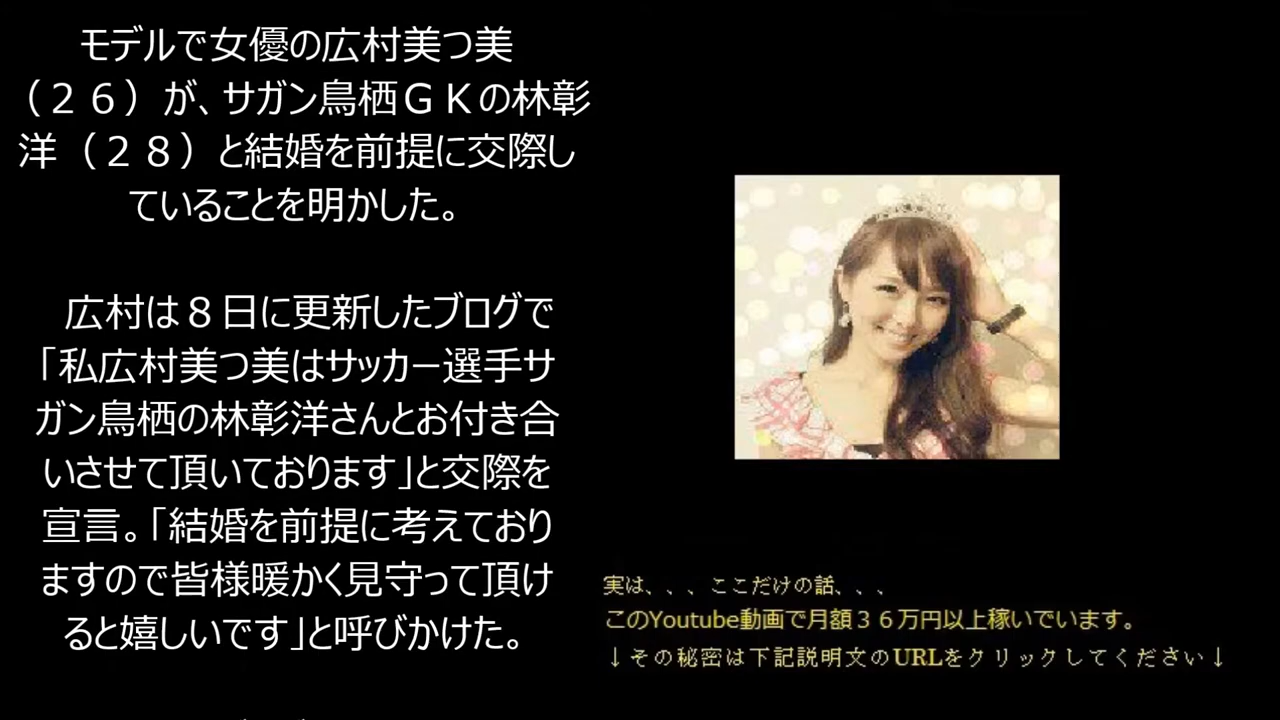 モデルで女優の広村美つ美
（２６）が、サガン鳥栖ＧＫの林彰
洋（２８）と結婚を前提に交際し
ていることを明かした。
広村は８日に更新したブログで
「私広村美つ美はサッカー選手サ
ガン鳥栖の林彰洋さんとお付き合
いさせて頂いております」と交際を
宣言。「結婚を前提に考えており
ますので皆様暖かく見守って頂け
ると嬉しいです」と呼びかけた。
実は、、、ここだけの話、、、
このYoutube動画で月額３６万円以上稼いでいます。
↓その秘密は下記説明文のURLをクリックしてください↓